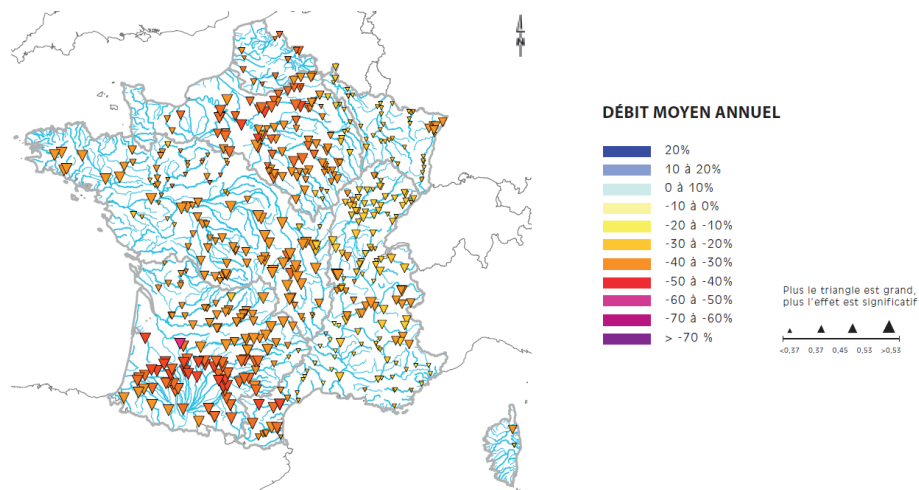 N
DÉBIT MOYEN ANNUEL
20%
10 à 20%
0 à 10%
-10 à 0%
-20 à -10%
-30 à -20%
-40 à -30%
-50 à -40%
-60 à -50%
-70 à -60%
> -70 %
Plus le triangle est grand,
plus l'effet est significatif
<0,37 0,37 0,45 0,53 >0,53